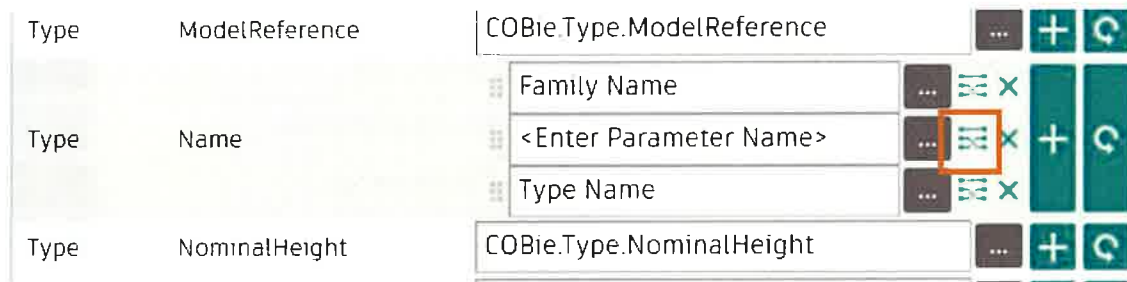 Type ModelReference COBie.Type.ModelReference ...
Family Name ...
Type Name <Enter Parameter Name> ...
Type Name ...
Type NominalHeight COBie.Type.NominalHeight ...